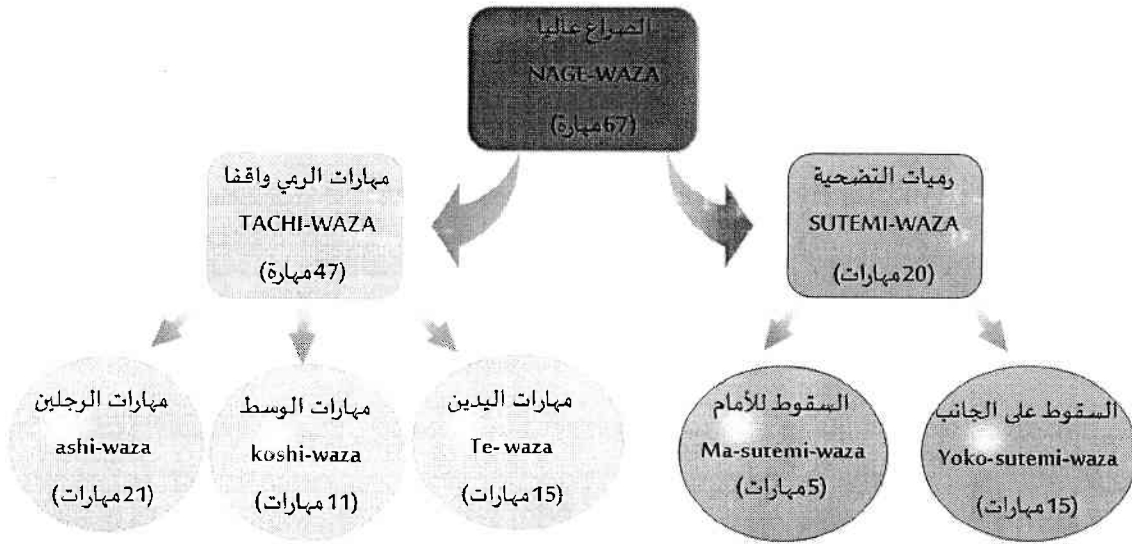 الصراع عاليا
NAGE-WAZA
(67مهارة)
مهارات الرمي واقفا
TACHI-WAZA
(47مهارة)
رميات التضحية
SUTEMI-WAZA
(20مهارات)
مهارات الرجلين
ashi-waza
(21مهارات)
مهارات الوسط
koshi-waza
(11مهارات)
مهارات اليدين
Te- waza
(15مهارات)
السقوط للأمام
Ma-sutemi-waza
(5مهارات)
السقوط على الجانب
Yoko-sutemi-waza
(15مهارات)